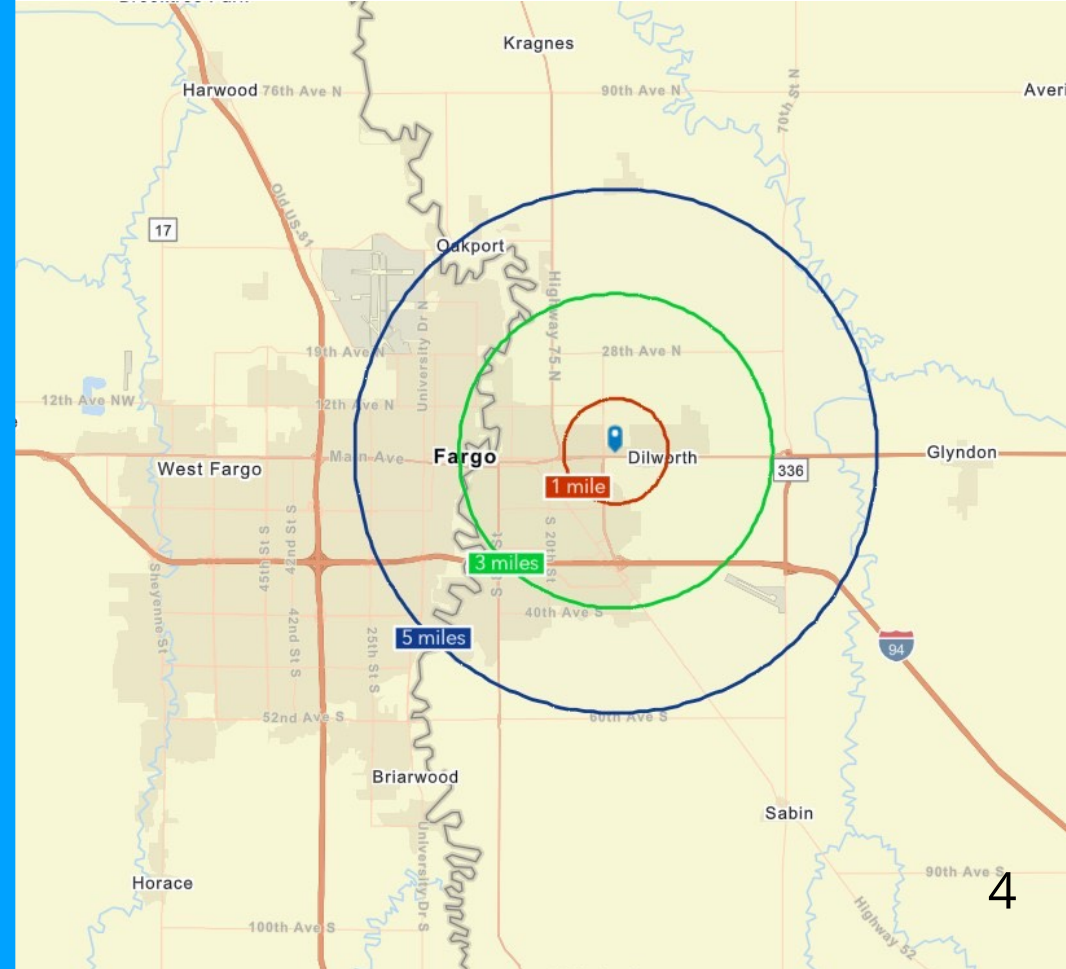 Kragnes
Harwood
76th Ave N
90th Ave N
70th St N
Old US-81
17
Oakport
Highway 75 N
University Dr N
19th Ave N
28th Ave N
12th Ave NW
12th Ave N
Main Ave
Fargo
Dilworth
Glyndon
West Fargo
336
1 mile
45th St S
42nd St S
S 20th St
3 miles
Sheyenne St
40th Ave S
42nd St S
25th St S
5 miles
94
52nd Ave S
60th Ave S
Briarwood
Sabin
University Dr S
Horace
90th Ave S
4
100th Ave S
Highway 52